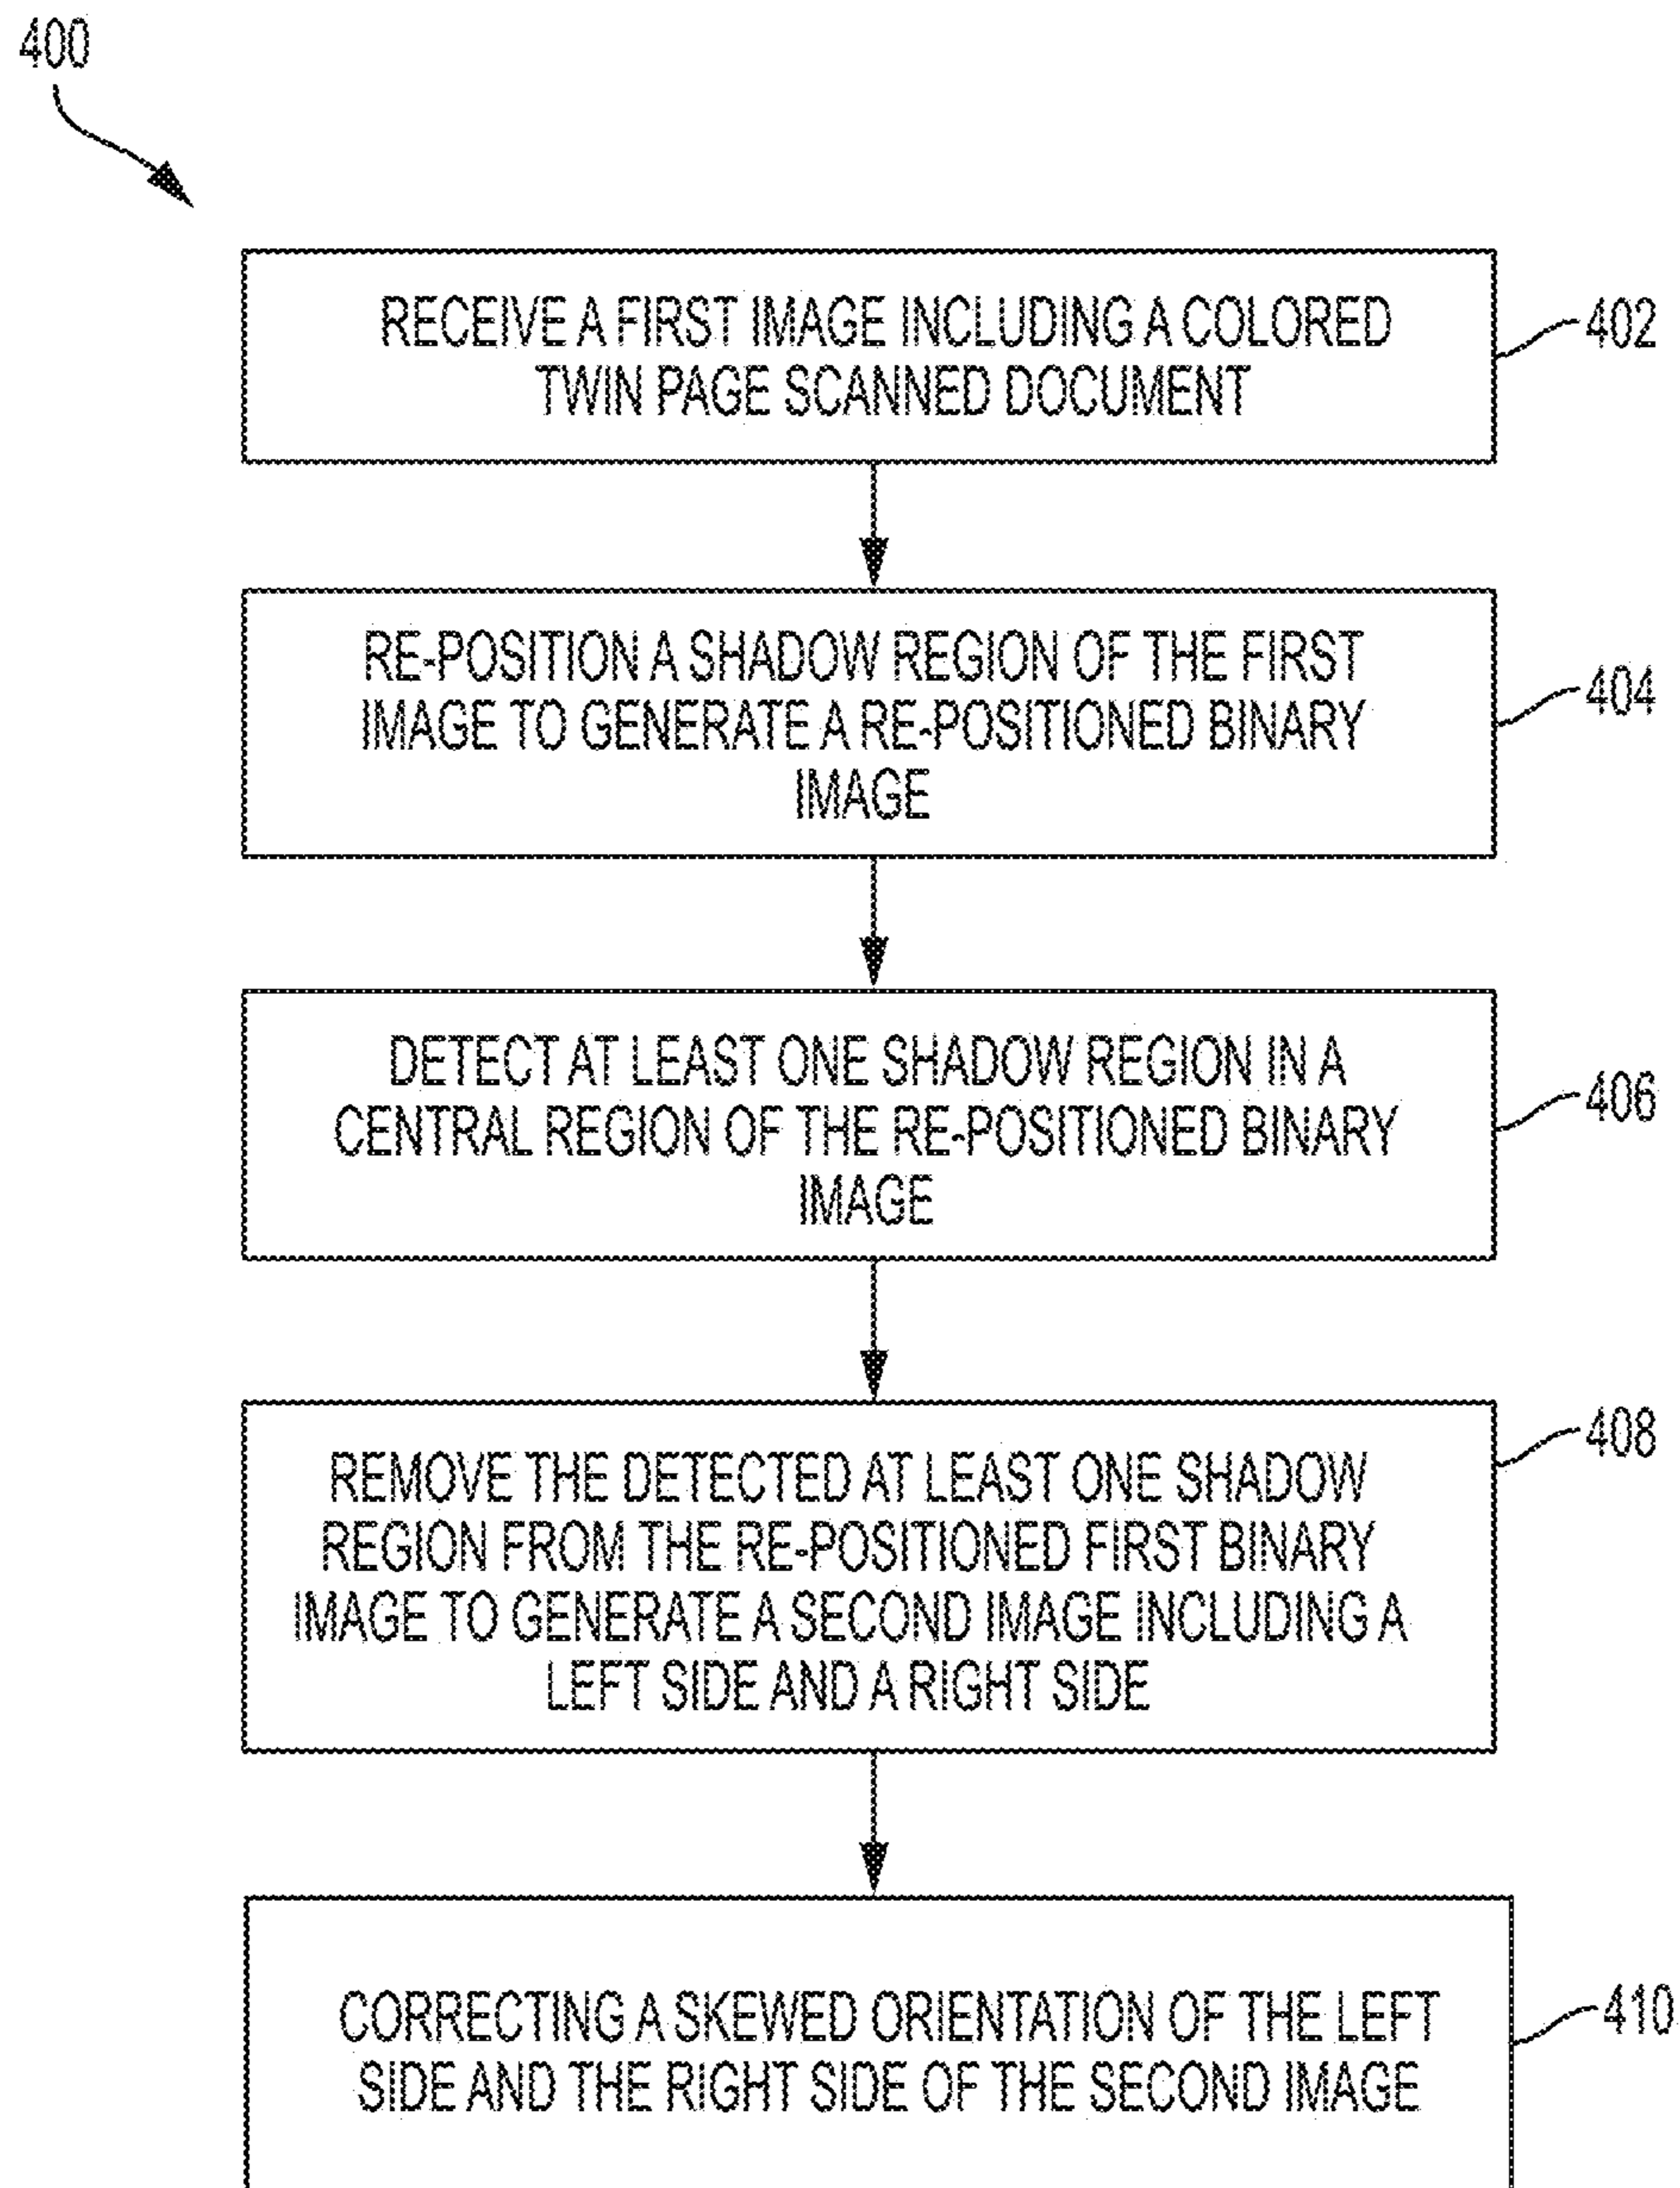 400
RECEIVE A FIRST IMAGE INCLUDING A COLORED
TWIN PAGE SCANNED DOCUMENT
402
RE-POSITION A SHADOW REGION OF THE FIRST
IMAGE TO GENERATE A RE-POSITIONED BINARY
IMAGE
404
DETECT AT LEAST ONE SHADOW REGION IN A
CENTRAL REGION OF THE RE-POSITIONED BINARY
IMAGE
406
REMOVE THE DETECTED AT LEAST ONE SHADOW
REGION FROM THE RE-POSITIONED FIRST BINARY
IMAGE TO GENERATE A SECOND IMAGE INCLUDING A
LEFT SIDE AND A RIGHT SIDE
408
CORRECTING A SKEWED ORIENTATION OF THE LEFT
SIDE AND THE RIGHT SIDE OF THE SECOND IMAGE
410